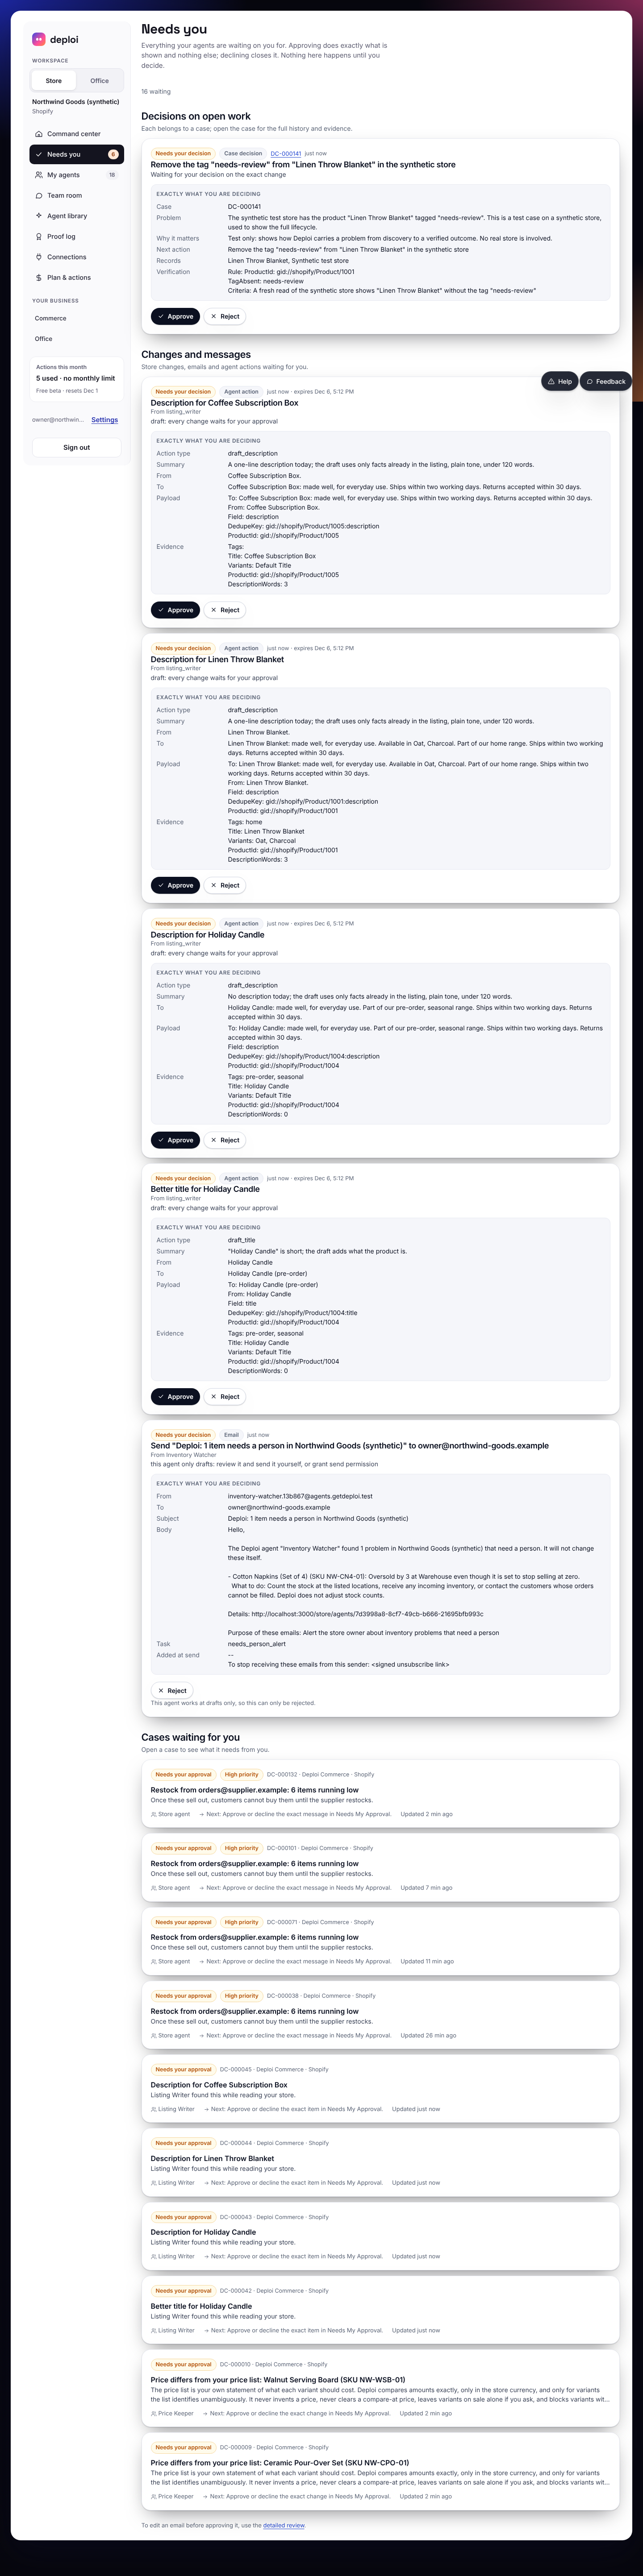 deploi
WORKSPACE
Store
Office
Northwind Goods (synthetic)
Shopify
Command center
Needs you
6
My agents
16
Team room
Agent library
Proof log
Connections
Plan & actions
YOUR BUSINESS
Commerce
Office
Actions this month
5 used · no monthly limit
Free beta · resets Dec 1
owner@northwin...
Settings
Sign out
Needs you
Everything your agents are waiting on you for. Approving does exactly what is
shown and nothing else; declining closes it. Nothing here happens until you
decide.
16 waiting
Decisions on open work
Each belongs to a case; open the case for the full history and evidence.
Needs your decision Case decision DC-000141 just now
Remove the tag "needs-review" from "Linen Throw Blanket" in the synthetic store
Waiting for your decision on the exact change
EXACTLY WHAT YOU ARE DECIDING
Case DC-000141
Problem The synthetic test store has the product "Linen Throw Blanket" tagged "needs-review". This is a test case on a synthetic store,
used to show the full lifecycle.
Why it matters Test only: shows how Deploi carries a problem from discovery to a verified outcome. No real store is involved.
Next action Remove the tag "needs-review" from "Linen Throw Blanket" in the synthetic store
Records Linen Throw Blanket, Synthetic test store
Verification Rule: ProductId: gid://shopify/Product/1001
TagAbsent: needs-review
Criteria: A fresh read of the synthetic store shows "Linen Throw Blanket" without the tag "needs-review"
Approve Reject
Changes and messages
Store changes, emails and agent actions waiting for you.
Help Feedback
Needs your decision Agent action just now · expires Dec 6, 5:12 PM
Description for Coffee Subscription Box
From listing_writer
draft: every change waits for your approval
EXACTLY WHAT YOU ARE DECIDING
Action type draft_description
Summary A one-line description today; the draft uses only facts already in the listing, plain tone, under 120 words.
From Coffee Subscription Box.
To Coffee Subscription Box: made well, for everyday use. Ships within two working days. Returns accepted within 30 days.
Payload To: Coffee Subscription Box: made well, for everyday use. Ships within two working days. Returns accepted within 30 days.
From: Coffee Subscription Box.
Field: description
DedupeKey: gid://shopify/Product/1005:description
ProductId: gid://shopify/Product/1005
Evidence Tags:
Title: Coffee Subscription Box
Variants: Default Title
ProductId: gid://shopify/Product/1005
DescriptionWords: 3
Approve Reject
Needs your decision Agent action just now · expires Dec 6, 5:12 PM
Description for Linen Throw Blanket
From listing_writer
draft: every change waits for your approval
EXACTLY WHAT YOU ARE DECIDING
Action type draft_description
Summary A one-line description today; the draft uses only facts already in the listing, plain tone, under 120 words.
From Linen Throw Blanket.
To Linen Throw Blanket: made well, for everyday use. Available in Oat, Charcoal. Part of our home range. Ships within two working
days. Returns accepted within 30 days.
Payload To: Linen Throw Blanket: made well, for everyday use. Available in Oat, Charcoal. Part of our home range. Ships within two
working days. Returns accepted within 30 days.
From: Linen Throw Blanket.
Field: description
DedupeKey: gid://shopify/Product/1001:description
ProductId: gid://shopify/Product/1001
Evidence Tags: home
Title: Linen Throw Blanket
Variants: Oat, Charcoal
ProductId: gid://shopify/Product/1001
DescriptionWords: 3
Approve Reject
Needs your decision Agent action just now · expires Dec 6, 5:12 PM
Description for Holiday Candle
From listing_writer
draft: every change waits for your approval
EXACTLY WHAT YOU ARE DECIDING
Action type draft_description
Summary No description today; the draft uses only facts already in the listing, plain tone, under 120 words.
To Holiday Candle: made well, for everyday use. Part of our pre-order, seasonal range. Ships within two working days. Returns
accepted within 30 days.
Payload To: Holiday Candle: made well, for everyday use. Part of our pre-order, seasonal range. Ships within two working days. Returns
accepted within 30 days.
Field: description
DedupeKey: gid://shopify/Product/1004:description
ProductId: gid://shopify/Product/1004
Evidence Tags: pre-order, seasonal
Title: Holiday Candle
Variants: Default Title
ProductId: gid://shopify/Product/1004
DescriptionWords: 0
Approve Reject
Needs your decision Agent action just now · expires Dec 6, 5:12 PM
Better title for Holiday Candle
From listing_writer
draft: every change waits for your approval
EXACTLY WHAT YOU ARE DECIDING
Action type draft_title
Summary "Holiday Candle" is short; the draft adds what the product is.
From Holiday Candle
To Holiday Candle (pre-order)
Payload To: Holiday Candle (pre-order)
From: Holiday Candle
Field: title
DedupeKey: gid://shopify/Product/1004:title
ProductId: gid://shopify/Product/1004
Evidence Tags: pre-order, seasonal
Title: Holiday Candle
Variants: Default Title
ProductId: gid://shopify/Product/1004
DescriptionWords: 0
Approve Reject
Needs your decision Email just now
Send "Deploi: 1 item needs a person in Northwind Goods (synthetic)" to owner@northwind-goods.example
From Inventory Watcher
this agent only drafts: review it and send it yourself, or grant send permission
EXACTLY WHAT YOU ARE DECIDING
From inventory-watcher.13b867@agents.getdeploi.test
To owner@northwind-goods.example
Subject Deploi: 1 item needs a person in Northwind Goods (synthetic)
Body Hello,
The Deploi agent "Inventory Watcher" found 1 problem in Northwind Goods (synthetic) that need a person. It will not change
these itself.
- Cotton Napkins (Set of 4) (SKU NW-CN4-01): Oversold by 3 at Warehouse even though it is set to stop selling at zero.
What to do: Count the stock at the listed locations, receive any incoming inventory, or contact the customers whose orders
cannot be filled. Deploi does not adjust stock counts.
Details: http://localhost:3000/store/agents/7d3998a8-8cf7-49cb-b666-21695bfb993c
Purpose of these emails: Alert the store owner about inventory problems that need a person
Task needs_person_alert
Added at send --
To stop receiving these emails from this sender: <signed unsubscribe link>
Reject
This agent works at drafts only, so this can only be rejected.
Cases waiting for you
Open a case to see what it needs from you.
Needs your approval High priority DC-000132 · Deploi Commerce · Shopify
Restock from orders@supplier.example: 6 items running low
Once these sell out, customers cannot buy them until the supplier restocks.
Store agent → Next: Approve or decline the exact message in Needs My Approval. Updated 2 min ago
Needs your approval High priority DC-000101 · Deploi Commerce · Shopify
Restock from orders@supplier.example: 6 items running low
Once these sell out, customers cannot buy them until the supplier restocks.
Store agent → Next: Approve or decline the exact message in Needs My Approval. Updated 7 min ago
Needs your approval High priority DC-000071 · Deploi Commerce · Shopify
Restock from orders@supplier.example: 6 items running low
Once these sell out, customers cannot buy them until the supplier restocks.
Store agent → Next: Approve or decline the exact message in Needs My Approval. Updated 11 min ago
Needs your approval High priority DC-000038 · Deploi Commerce · Shopify
Restock from orders@supplier.example: 6 items running low
Once these sell out, customers cannot buy them until the supplier restocks.
Store agent → Next: Approve or decline the exact message in Needs My Approval. Updated 26 min ago
Needs your approval DC-000045 · Deploi Commerce · Shopify
Description for Coffee Subscription Box
Listing Writer found this while reading your store.
Listing Writer → Next: Approve or decline the exact item in Needs My Approval. Updated just now
Needs your approval DC-000044 · Deploi Commerce · Shopify
Description for Linen Throw Blanket
Listing Writer found this while reading your store.
Listing Writer → Next: Approve or decline the exact item in Needs My Approval. Updated just now
Needs your approval DC-000043 · Deploi Commerce · Shopify
Description for Holiday Candle
Listing Writer found this while reading your store.
Listing Writer → Next: Approve or decline the exact item in Needs My Approval. Updated just now
Needs your approval DC-000042 · Deploi Commerce · Shopify
Better title for Holiday Candle
Listing Writer found this while reading your store.
Listing Writer → Next: Approve or decline the exact item in Needs My Approval. Updated just now
Needs your approval DC-000010 · Deploi Commerce · Shopify
Price differs from your price list: Walnut Serving Board (SKU NW-WSB-01)
The price list is your own statement of what each variant should cost. Deploi compares amounts exactly, only in the store currency, and only for variants
the list identifies unambiguously. It never invents a price, never clears a compare-at price, leaves variants on sale alone if you ask, and blocks variants wit...
Price Keeper → Next: Approve or decline the exact change in Needs My Approval. Updated 2 min ago
Needs your approval DC-000009 · Deploi Commerce · Shopify
Price differs from your price list: Ceramic Pour-Over Set (SKU NW-CPO-01)
The price list is your own statement of what each variant should cost. Deploi compares amounts exactly, only in the store currency, and only for variants
the list identifies unambiguously. It never invents a price, never clears a compare-at price, leaves variants on sale alone if you ask, and blocks variants wit...
Price Keeper → Next: Approve or decline the exact change in Needs My Approval. Updated 2 min ago
To edit an email before approving it, use the detailed review.